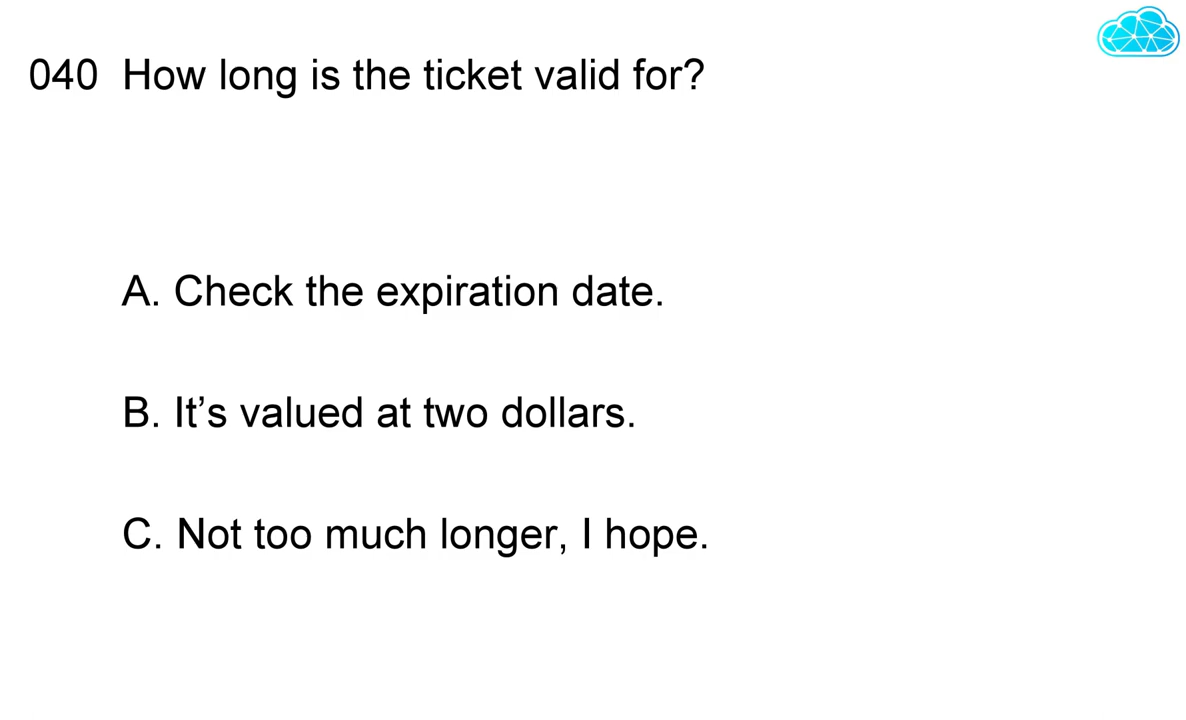 040 How long is the ticket valid for?
A. Check the expiration date.
B. It’s valued at two dollars.
C. Not too much longer, I hope.